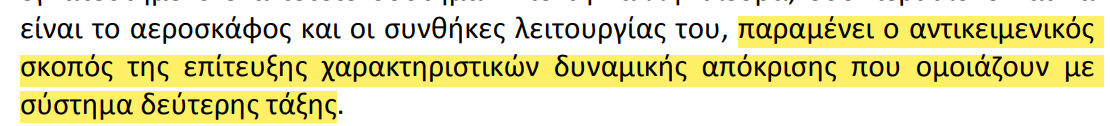 είναι το αεροσκάφος και οι συνθήκες λειτουργίας του, παραμένει ο αντικειμενικός
σκοπός της επίτευξης χαρακτηριστικών δυναμικής απόκρισης που ομοιάζουν με
σύστημα δεύτερης τάξης.